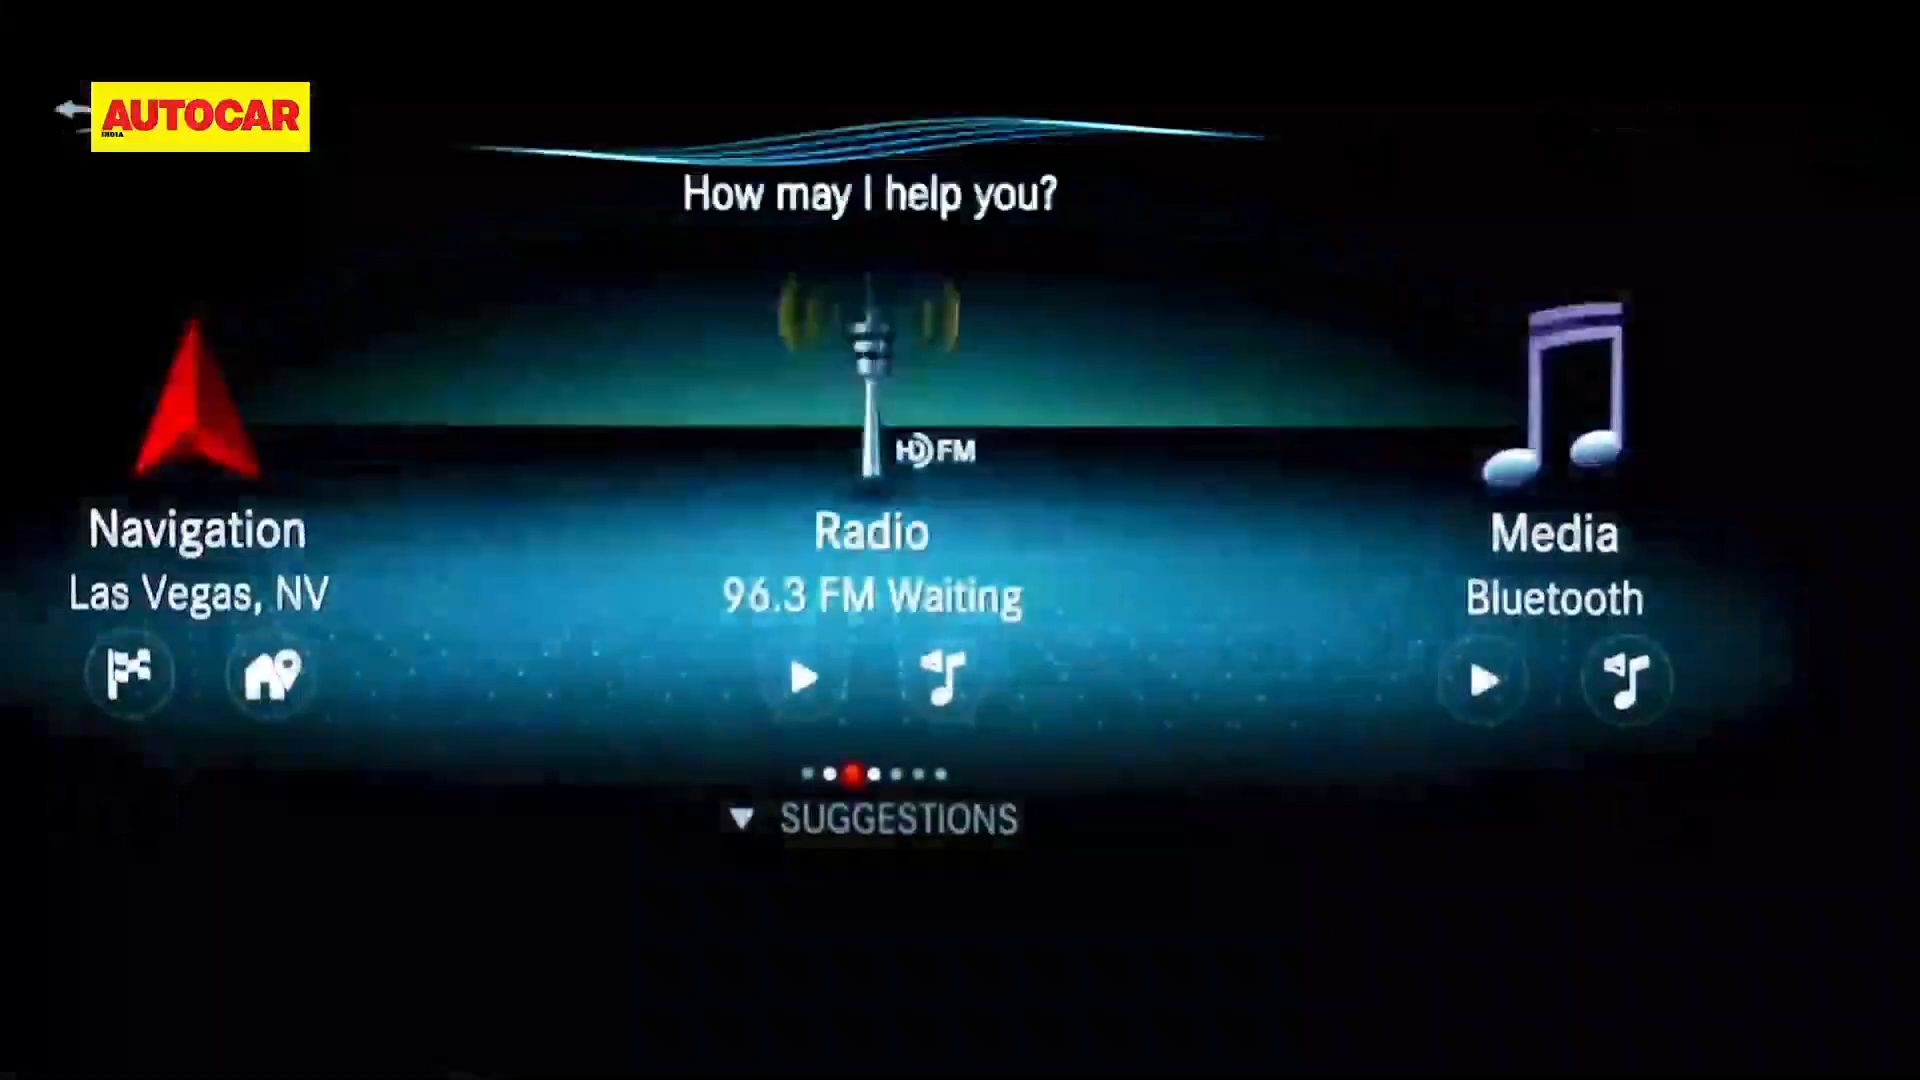 AUTOCAR
INDIA
How may I help you?
HD FM
Navigation
Radio
Media
Las Vegas, NV
96.3 FM Waiting
Bluetooth
SUGGESTIONS